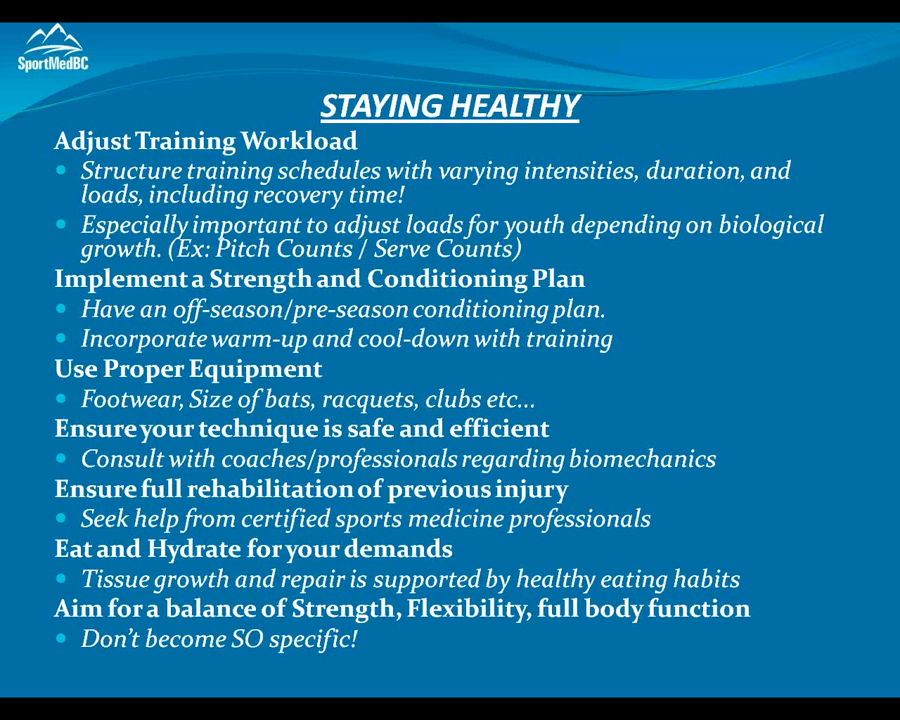 SportMedBC
STAYING HEALTHY
Adjust Training Workload
• Structure training schedules with varying intensities, duration, and
loads, including recovery time!
• Especially important to adjust loads for youth depending on biological
growth. (Ex: Pitch Counts / Serve Counts)
Implement a Strength and Conditioning Plan
• Have an off-season/pre-season conditioning plan.
• Incorporate warm-up and cool-down with training
Use Proper Equipment
• Footwear, Size of bats, racquets, clubs etc...
Ensure your technique is safe and efficient
• Consult with coaches/professionals regarding biomechanics
Ensure full rehabilitation of previous injury
• Seek help from certified sports medicine professionals
Eat and Hydrate for your demands
• Tissue growth and repair is supported by healthy eating habits
Aim for a balance of Strength, Flexibility, full body function
• Don't become SO specific!